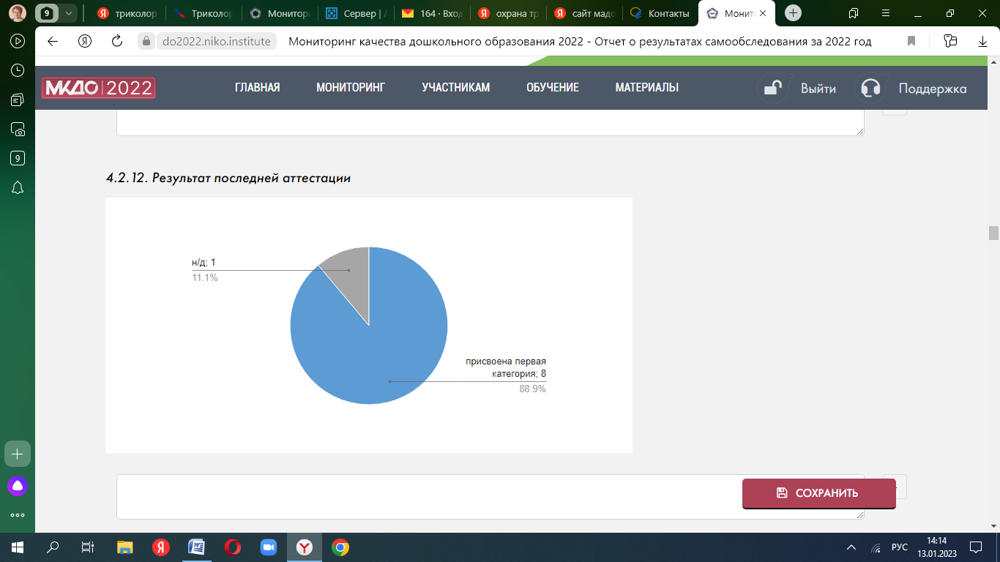 9
триколор
Триколор
Монитори
Сервер | A
164 · Вход
охрана тр
сайт мадо
Контакты
Монито
do2022.niko.institute
Мониторинг качества дошкольного образования 2022 - Отчет о результатах самообследования за 2022 год
МКДО 2022
ГЛАВНАЯ
МОНИТОРИНГ
УЧАСТНИКАМ
ОБУЧЕНИЕ
МАТЕРИАЛЫ
Выйти
Поддержка
9
4.2.12. Результат последней аттестации
н/д; 1
11.1%
присвоена первая
категория; 8
88.9%
СОХРАНИТЬ
РУС
14:14
13.01.2023